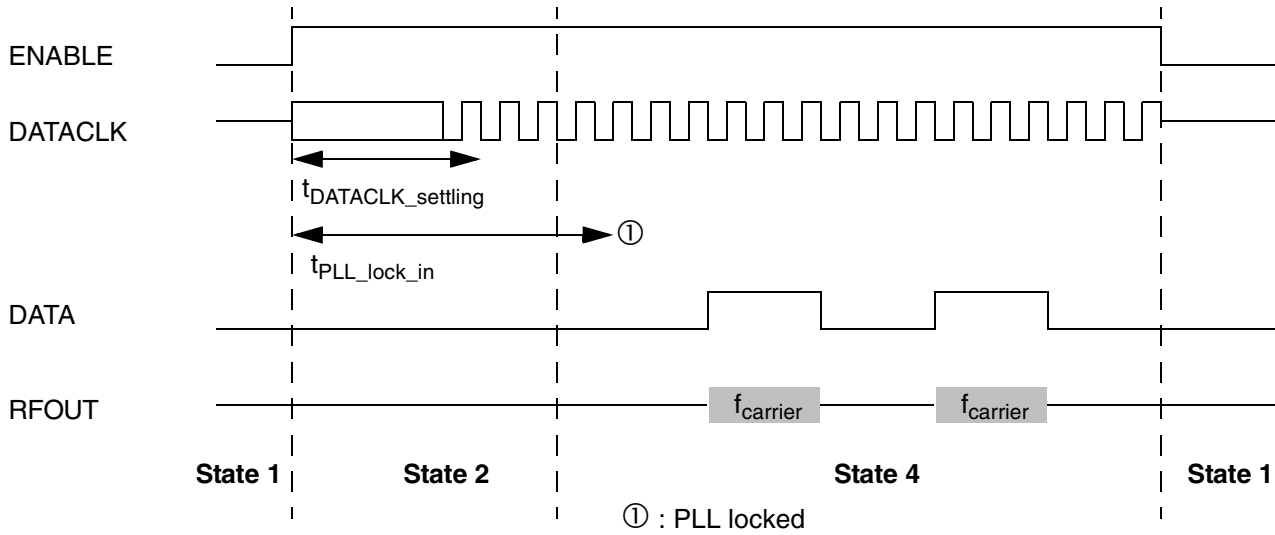 ENABLE
DATACLK
tDATACLK_settling
①
tPLL_lock_in
DATA
RFOUT
fcarrier fcarrier
State 1 State 2 State 4 State 1
① : PLL locked